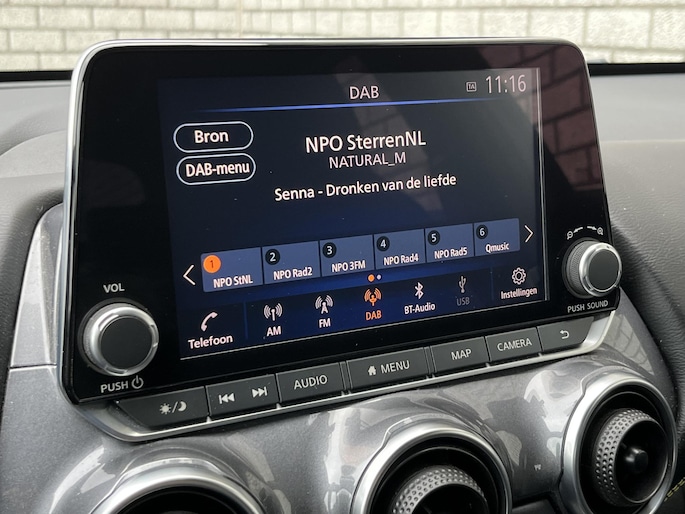 DAB
TA 11:16
Bron
NPO SterrenNL
NATURAL_M
DAB-menu
Senna - Dronken van de liefde
1 2 3 4 5 6
NPO StNL NPO Rad2 NPO 3FM NPO Rad4 NPO Rad5 Qmusic
Telefoon AM FM DAB BT-Audio USB Instellingen
VOL
PUSH
PUSH SOUND
AUDIO MENU MAP CAMERA